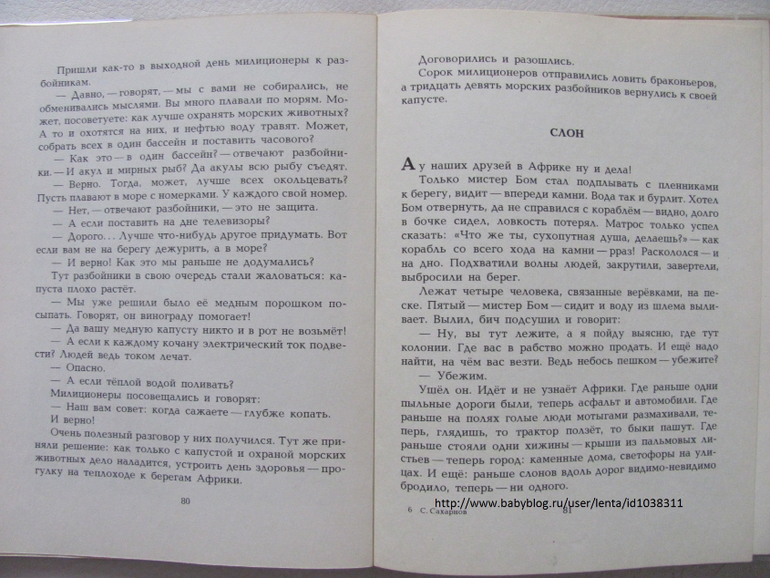 Пришли как-то в выходной день милиционеры к раз-
бойникам.
— Давно, — говорят, — мы с вами не собирались, не
обменивались мыслями. Вы много плавали по морям. Мо-
жет, посоветуете: как лучше охранять морских животных?
А то и охотятся на них, и нефтью воду травят. Может,
собрать всех в один бассейн и поставить часового?
— Как это — в один бассейн? — отвечают разбойни-
ки. — И акул и мирных рыб? Да акулы всю рыбу съедят.
— Верно. Тогда, может, лучше всех окольцевать?
Пусть плавают в море с номерками. У каждого свой номер.
— Нет, — отвечают разбойники, — это не защита.
— А если поставить на дне телевизоры?
— Дорого... Лучше что-нибудь другое придумать. Вот
если вам не на берегу дежурить, а в море?
— И верно! Как это мы раньше не додумались?
Тут разбойники в свою очередь стали жаловаться: ка-
пуста плохо растёт.
— Мы уже решили было её медным порошком по-
сыпать. Говорят, он винограду помогает!
— Да вашу медную капусту никто и в рот не возьмёт!
— А если к каждому кочану электрический ток подве-
сти? Людей ведь током лечат.
— Опасно.
— А если тёплой водой поливать?
Милиционеры посовещались и говорят:
— Наш вам совет: когда сажаете — глубже копать.
И верно!
Очень полезный разговор у них получился. Тут же при-
няли решение: как только с капустой и охраной морских
животных дело наладится, устроить день здоровья — про-
гулку на теплоходе к берегам Африки.
80
Договорились и разошлись.
Сорок милиционеров отправились ловить браконьеров,
а тридцать девять морских разбойников вернулись к своей
капусте.
СЛОН
А у наших друзей в Африке ну и дела!
Только мистер Бом стал подплывать с пленниками
к берегу, видит — впереди камни. Вода так и бурлит. Хотел
Бом отвернуть, да не справился с кораблём — видно, долго
в бочке сидел, ловкость потерял. Матрос только успел
сказать: «Что же ты, сухопутная душа, делаешь?» — как
корабль со всего хода на камни — рраз! Раскололся — и
на дно. Подхватили волны людей, закрутили, завертели,
выбросили на берег.
Лежат четыре человека, связанные верёвками, на пе-
ске. Пятый — мистер Бом — сидит и воду из шлема выли-
вает. Вылил, бич подсушил и говорит:
— Ну, вы тут лежите, а я пойду выясню, где тут
колонии. Где вас в рабство можно продать. И ещё надо
найти, на чём вас везти. Ведь небось пешком — убежите?
— Убежим.
Ушёл он. Идёт и не узнаёт Африки. Где раньше одни
пыльные дороги были, теперь асфальт и автомобили. Где
раньше на полях голые люди мотыгами размахивали, те-
перь, глядишь, то трактор ползёт, то быки пашут. Где
раньше стояли одни хижины — крыши из пальмовых ли-
стьев — теперь город: каменные дома, светофоры на ули-
цах. И ещё: раньше слонов вдоль дорог видимо-невидимо
бродило, теперь — ни одного.
http://www.babyblog.ru/user/lenta/id1038311
6 С. Сахарнов 81